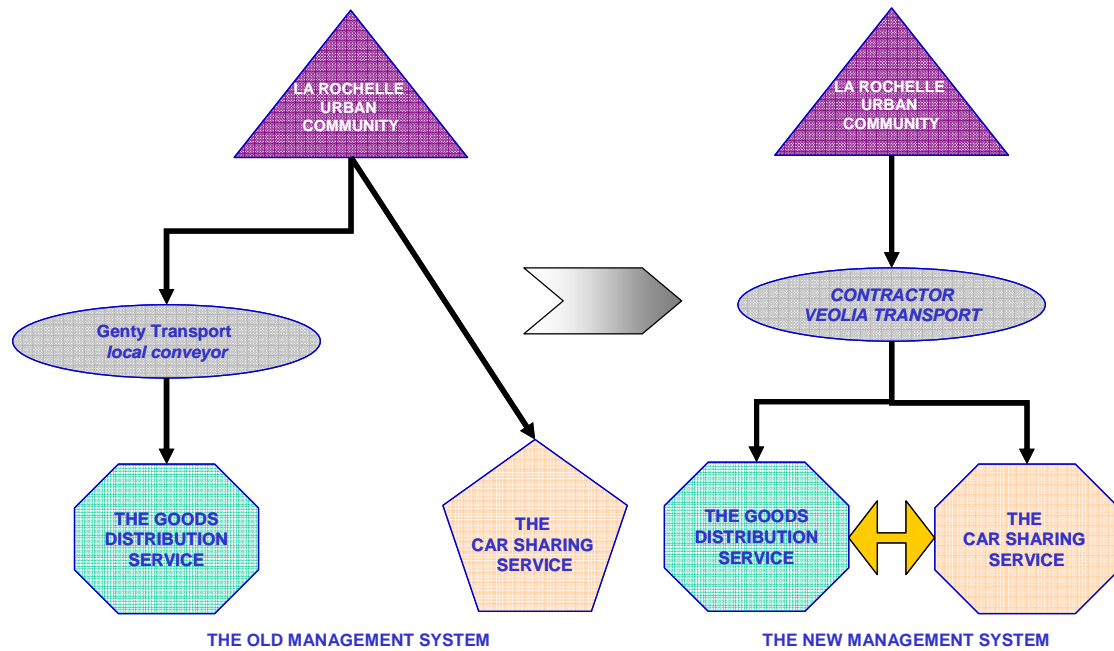 LA ROCHELLE
URBAN
COMMUNITY
Genty Transport
local conveyor
THE GOODS
DISTRIBUTION
SERVICE
THE
CAR SHARING
SERVICE
THE OLD MANAGEMENT SYSTEM
LA ROCHELLE
URBAN
COMMUNITY
CONTRACTOR
VEOLIA TRANSPORT
THE GOODS
DISTRIBUTION
SERVICE
THE
CAR SHARING
SERVICE
THE NEW MANAGEMENT SYSTEM